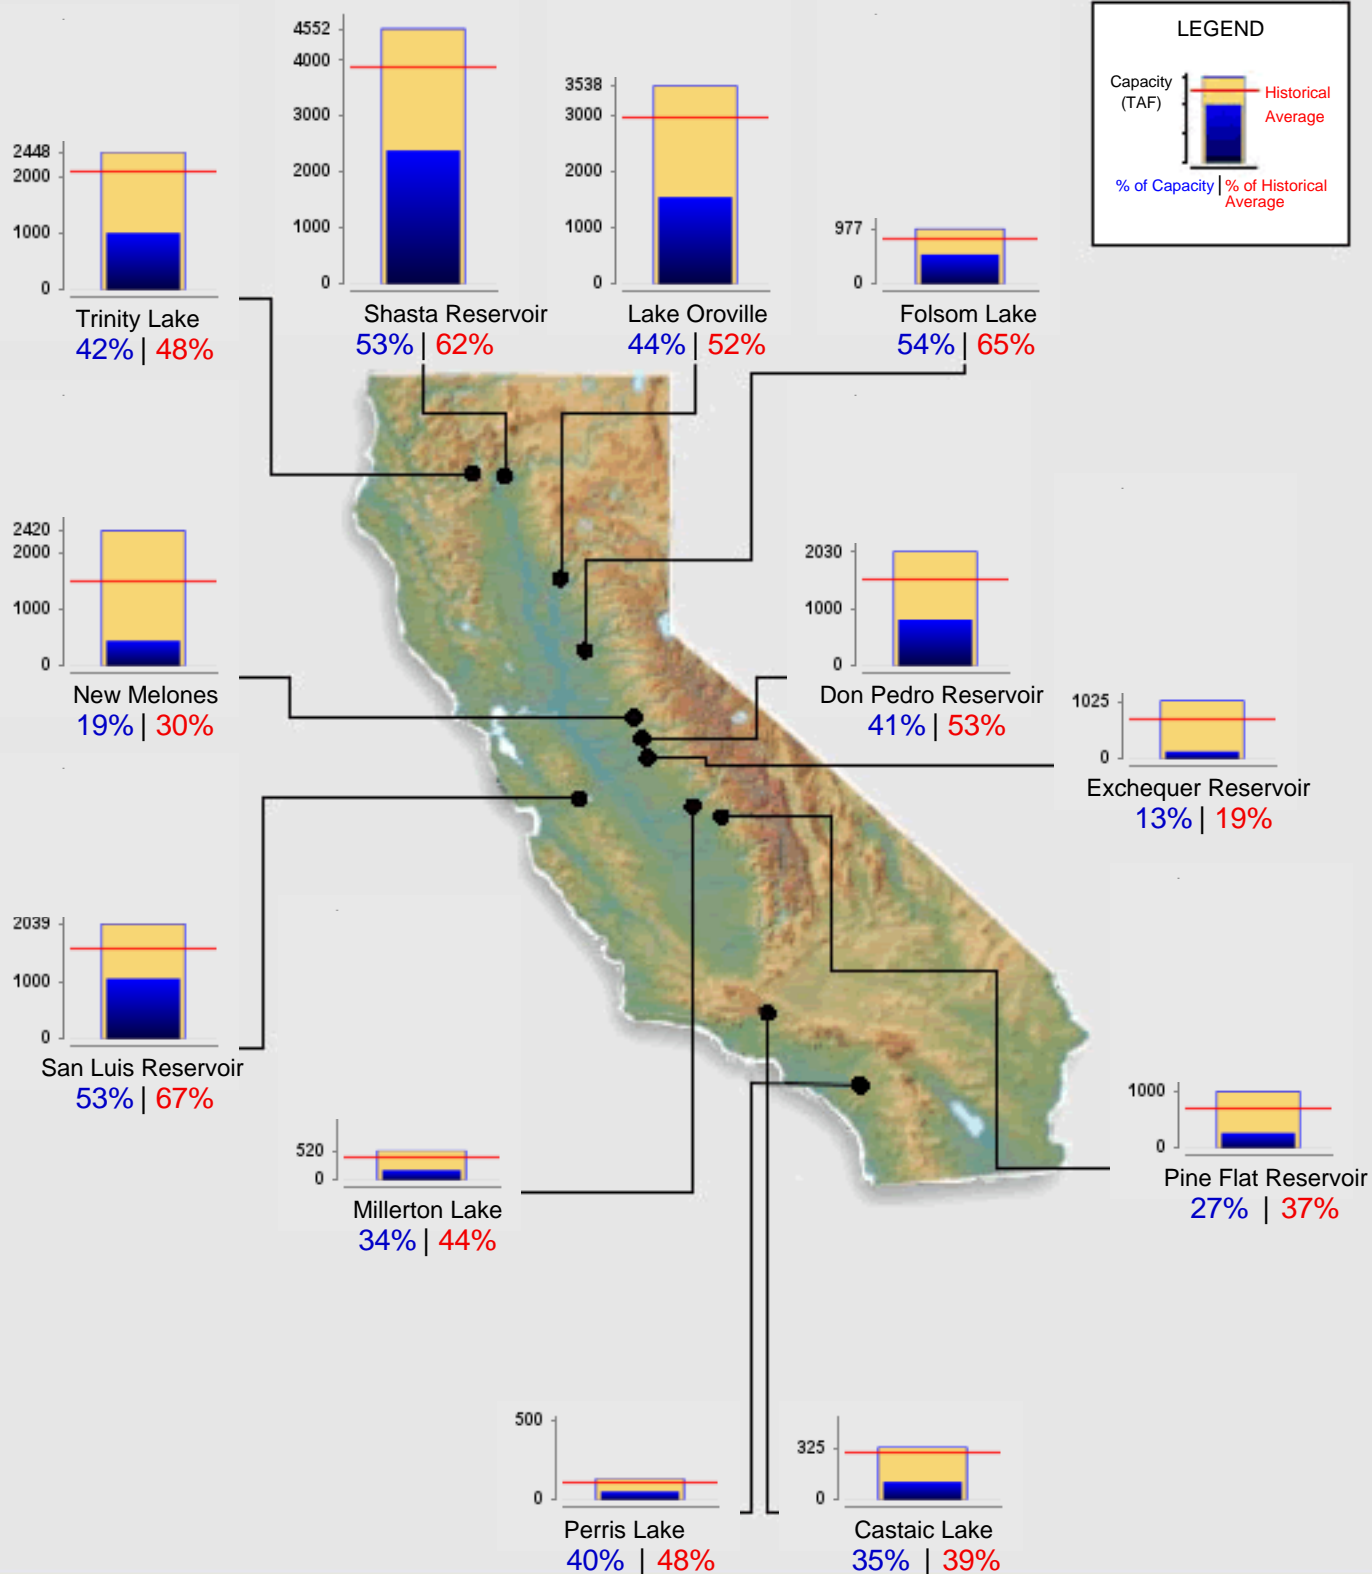 LEGEND
Capacity
(TAF)
Historical
Average
% of Capacity | % of Historical
Average
2448
2000
1000
0
Trinity Lake
42% | 48%
4552
4000
3000
2000
1000
0
Shasta Reservoir
53% | 62%
3538
3000
2000
1000
0
Lake Oroville
44% | 52%
977
0
Folsom Lake
54% | 65%
2420
2000
1000
0
New Melones
19% | 30%
2030
1000
0
Don Pedro Reservoir
41% | 53%
1025
0
Exchequer Reservoir
13% | 19%
2039
1000
0
San Luis Reservoir
53% | 67%
520
0
Millerton Lake
34% | 44%
1000
0
Pine Flat Reservoir
27% | 37%
500
0
Perris Lake
40% | 48%
325
0
Castaic Lake
35% | 39%